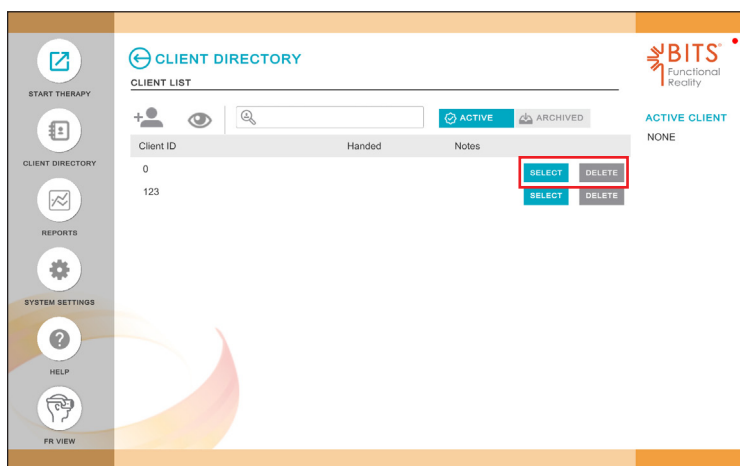 START THERAPY
CLIENT DIRECTORY
REPORTS
SYSTEM SETTINGS
HELP
FR VIEW
CLIENT DIRECTORY
CLIENT LIST
ACTIVE ARCHIVED
Client ID Handed Notes
0 SELECT DELETE
123 SELECT DELETE
BITS®
Functional
Reality
ACTIVE CLIENT
NONE